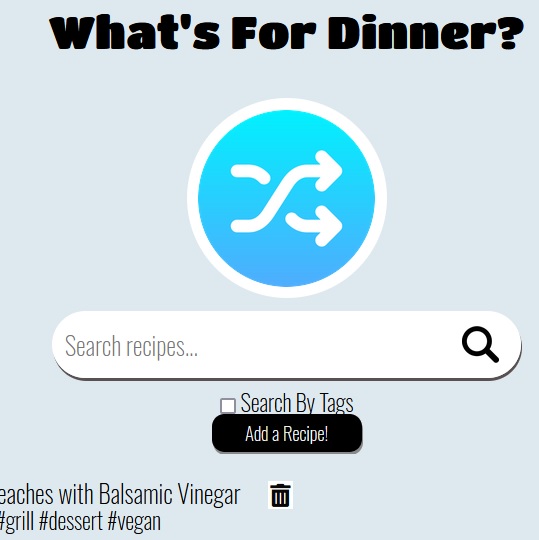 What's For Dinner?
Search recipes...
Search By Tags
Add a Recipe!
eaches with Balsamic Vinegar
#grill #dessert #vegan